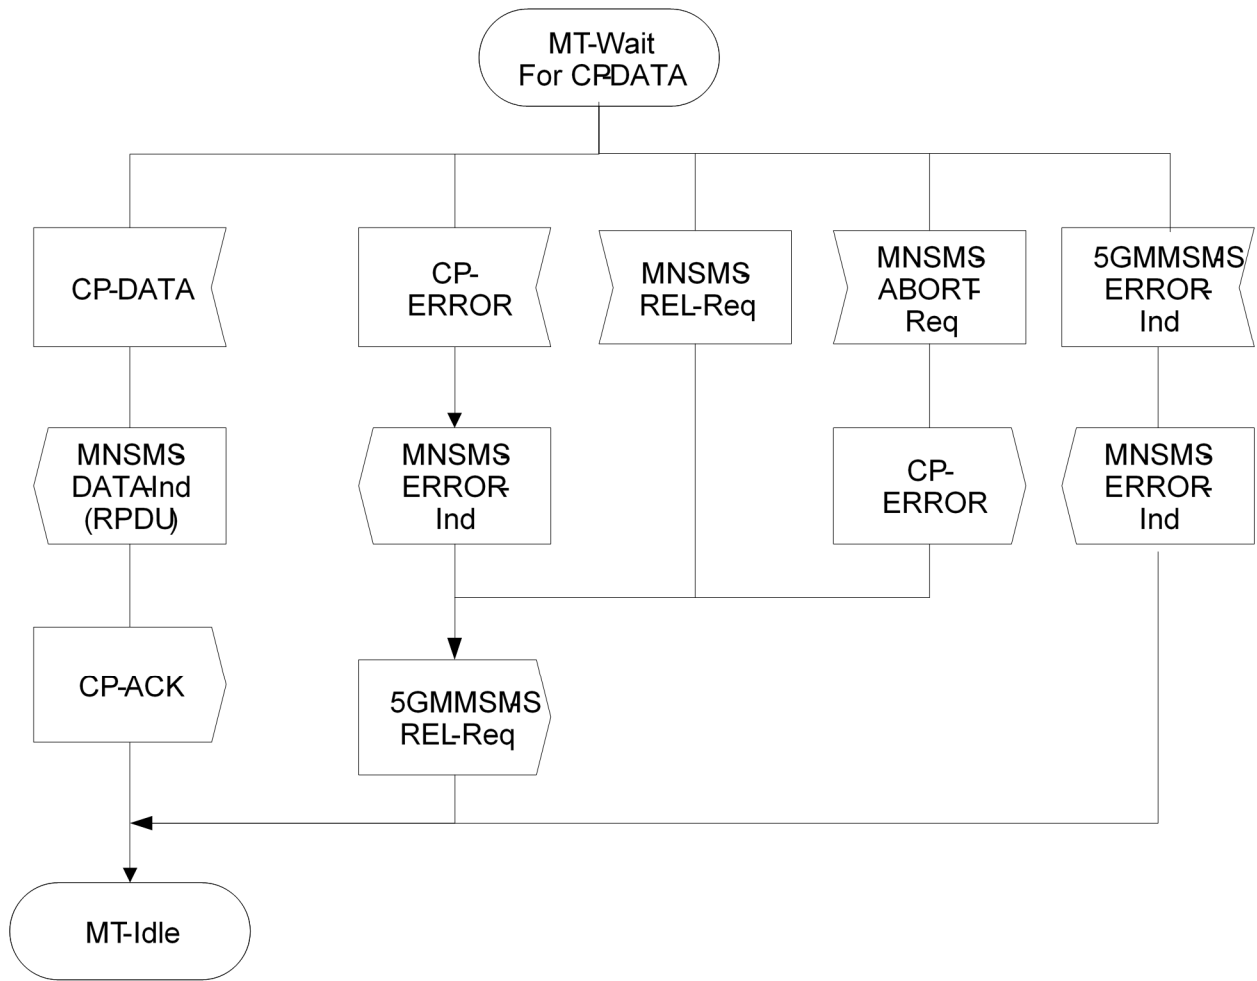 MT-Wait
For CP-DATA
CP-DATA
CP-
ERROR
MNSMS-
REL-Req
MNSMS-
ABORT-
Req
5GMMSMS-
ERROR-
Ind
MNSMS-
DATA-Ind
(RPDU)
MNSMS-
ERROR-
Ind
CP-
ERROR
MNSMS-
ERROR-
Ind
CP-ACK
5GMMSMS-
REL-Req
MT-Idle